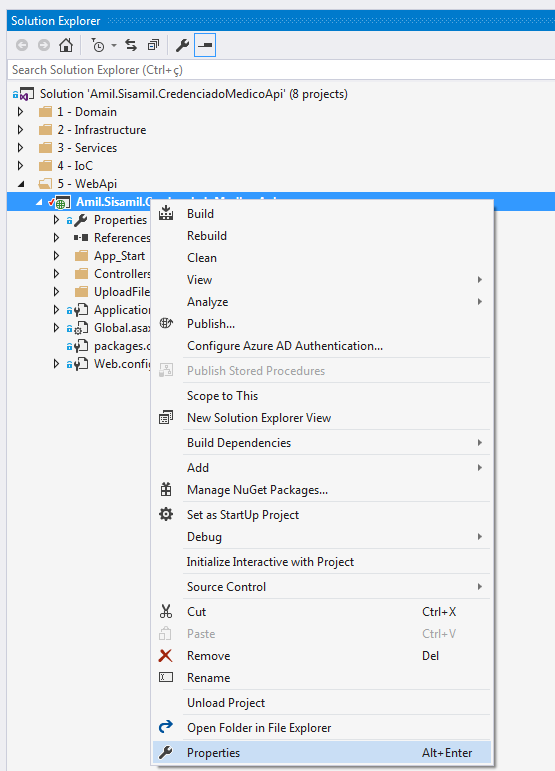 Solution Explorer
Search Solution Explorer (Ctrl+ç)
Solution 'Amil.Sisamil.CredenciadoMedicoApi' (8 projects)
1 - Domain
2 - Infrastructure
3 - Services
4 - IoC
5 - WebApi
Properties
References
App_Start
Controllers
UploadFile
Application
Global.asax
packages.c
Web.config
Build
Rebuild
Clean
View
Analyze
Publish...
Configure Azure AD Authentication...
Publish Stored Procedures
Scope to This
New Solution Explorer View
Build Dependencies
Add
Manage NuGet Packages...
Set as StartUp Project
Debug
Initialize Interactive with Project
Source Control
Cut Ctrl+X
Paste Ctrl+V
Remove Del
Rename
Unload Project
Open Folder in File Explorer
Properties Alt+Enter